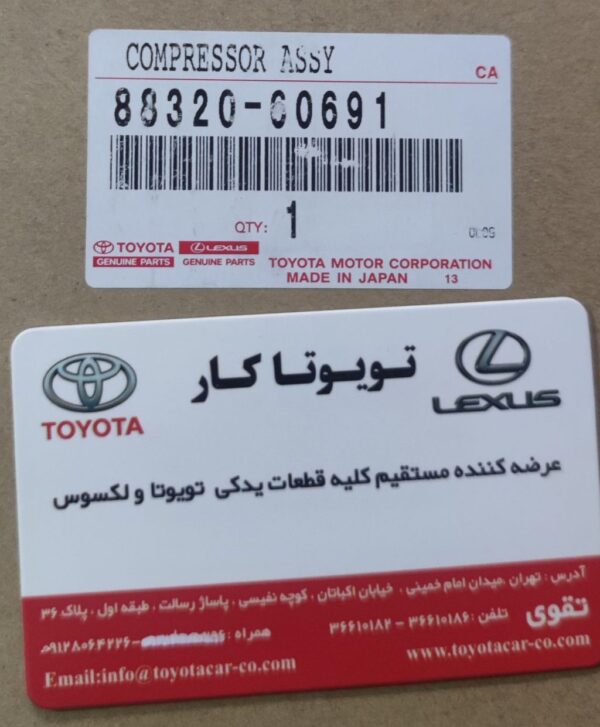 COMPRESSOR ASSY
CA
88320-60691
QTY: 1
TOYOTA LEXUS
GENUINE PARTS GENUINE PARTS
TOYOTA MOTOR CORPORATION
MADE IN JAPAN 13
تویوتا کار
TOYOTA
LEXUS
عرضه کننده مستقیم کلیه قطعات یدکی تویوتا و لکسوس
آدرس : تهران ,میدان امام خمینی , خیابان اکباتان , کوچه نفیسی , پاساژ رسالت , طبقه اول , پلاک ۳۶
تقوی تلفن : ۳۶۶۱۰۱۸۶ - ۳۶۶۱۰۱۸۲
همراه : ۰۹۱۲۸۰۶۴۲۲۶
www.toyotacar-co.com
Email:info@toyotacar-co.com